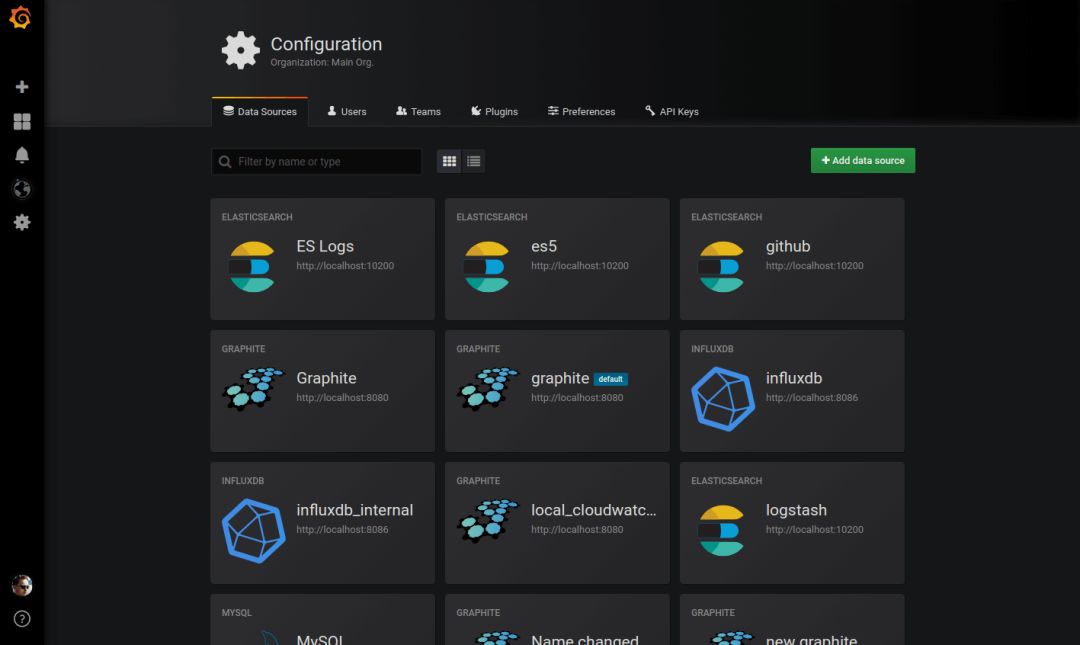 Configuration
Organization: Main Org.
Data Sources Users Teams Plugins Preferences API Keys
Filter by name or type
+ Add data source
ELASTICSEARCH
ES Logs
http://localhost:10200
ELASTICSEARCH
es5
http://localhost:10200
ELASTICSEARCH
github
http://localhost:10200
GRAPHITE
Graphite
http://localhost:8080
GRAPHITE
graphite default
http://localhost:8080
INFLUXDB
influxdb
http://localhost:8086
INFLUXDB
influxdb_internal
http://localhost:8086
GRAPHITE
local_cloudwatc...
http://localhost:8080
ELASTICSEARCH
logstash
http://localhost:10200
MYSQL
MySQL
GRAPHITE
Name changed
GRAPHITE
new graphite